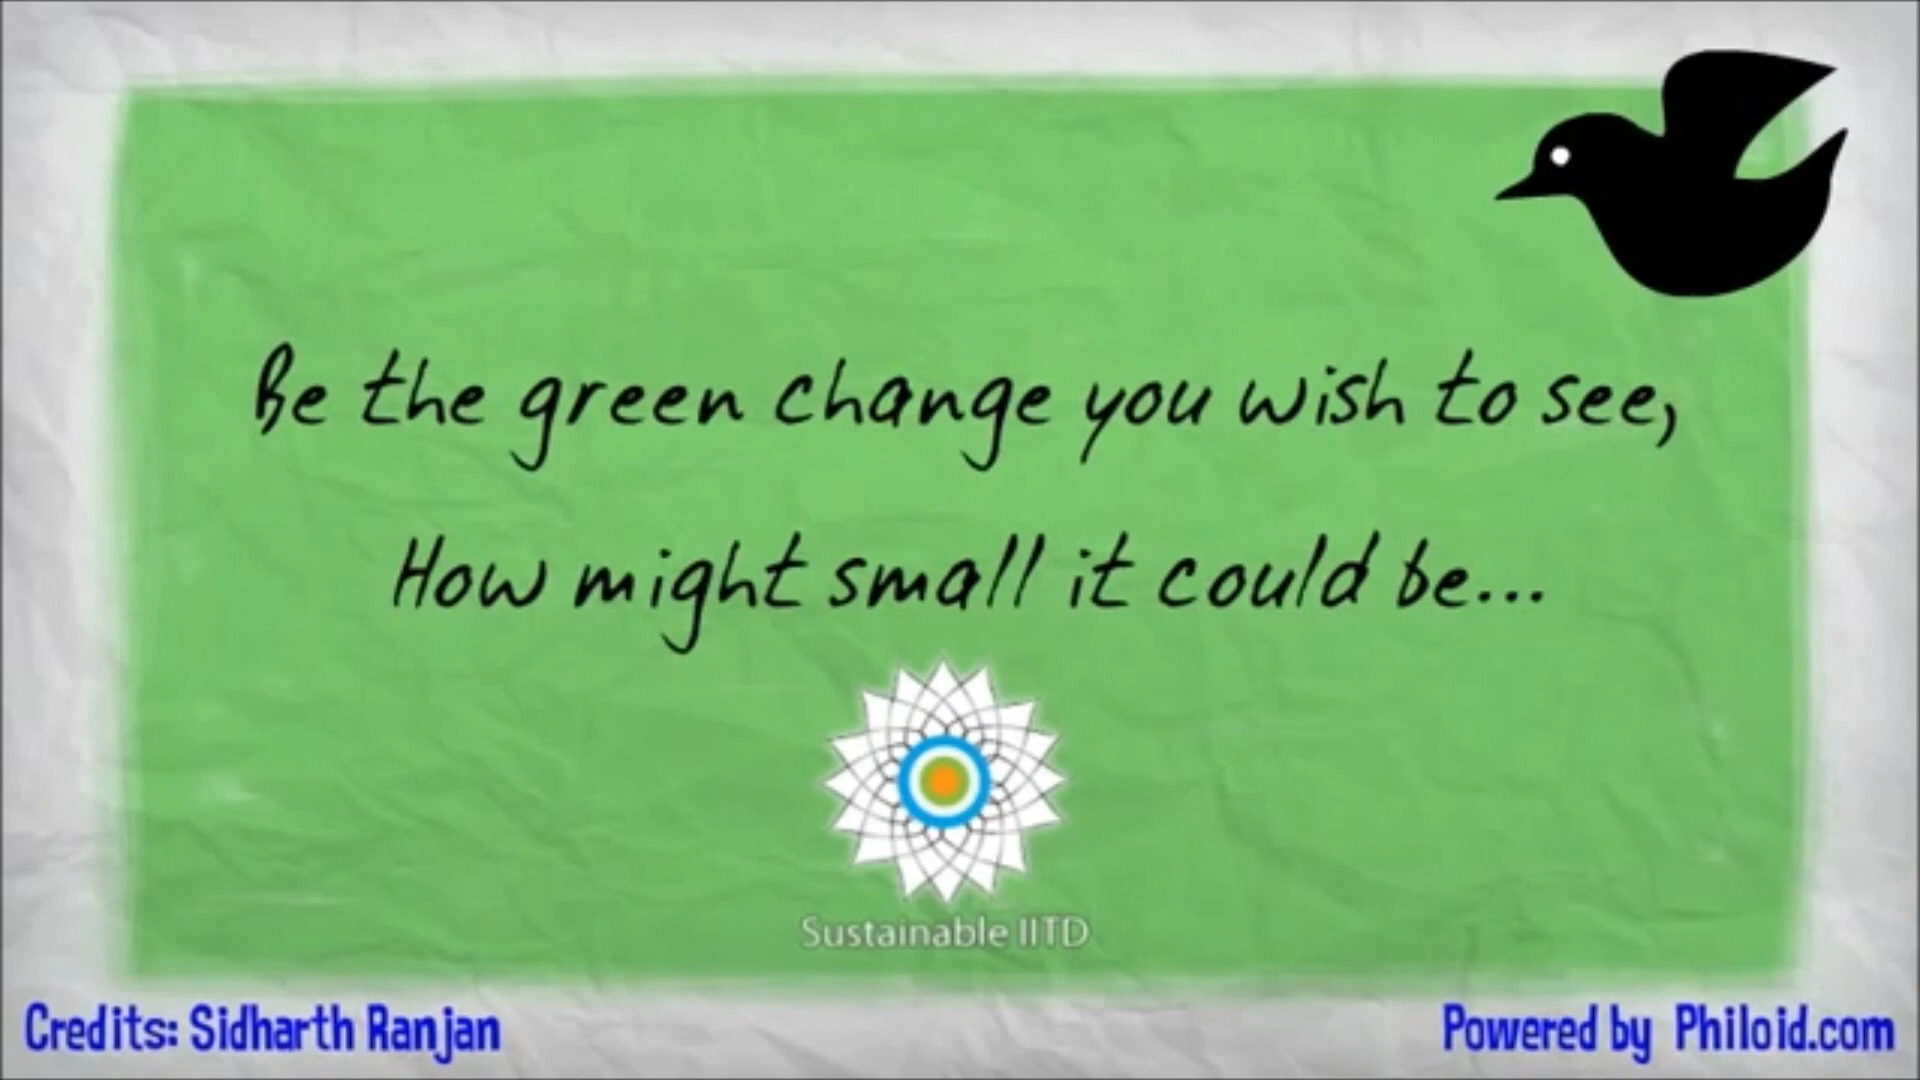 Be the green change you wish to see,
How might small it could be...
Sustainable IITD
Credits: Sidharth Ranjan
Powered by Philoid.com